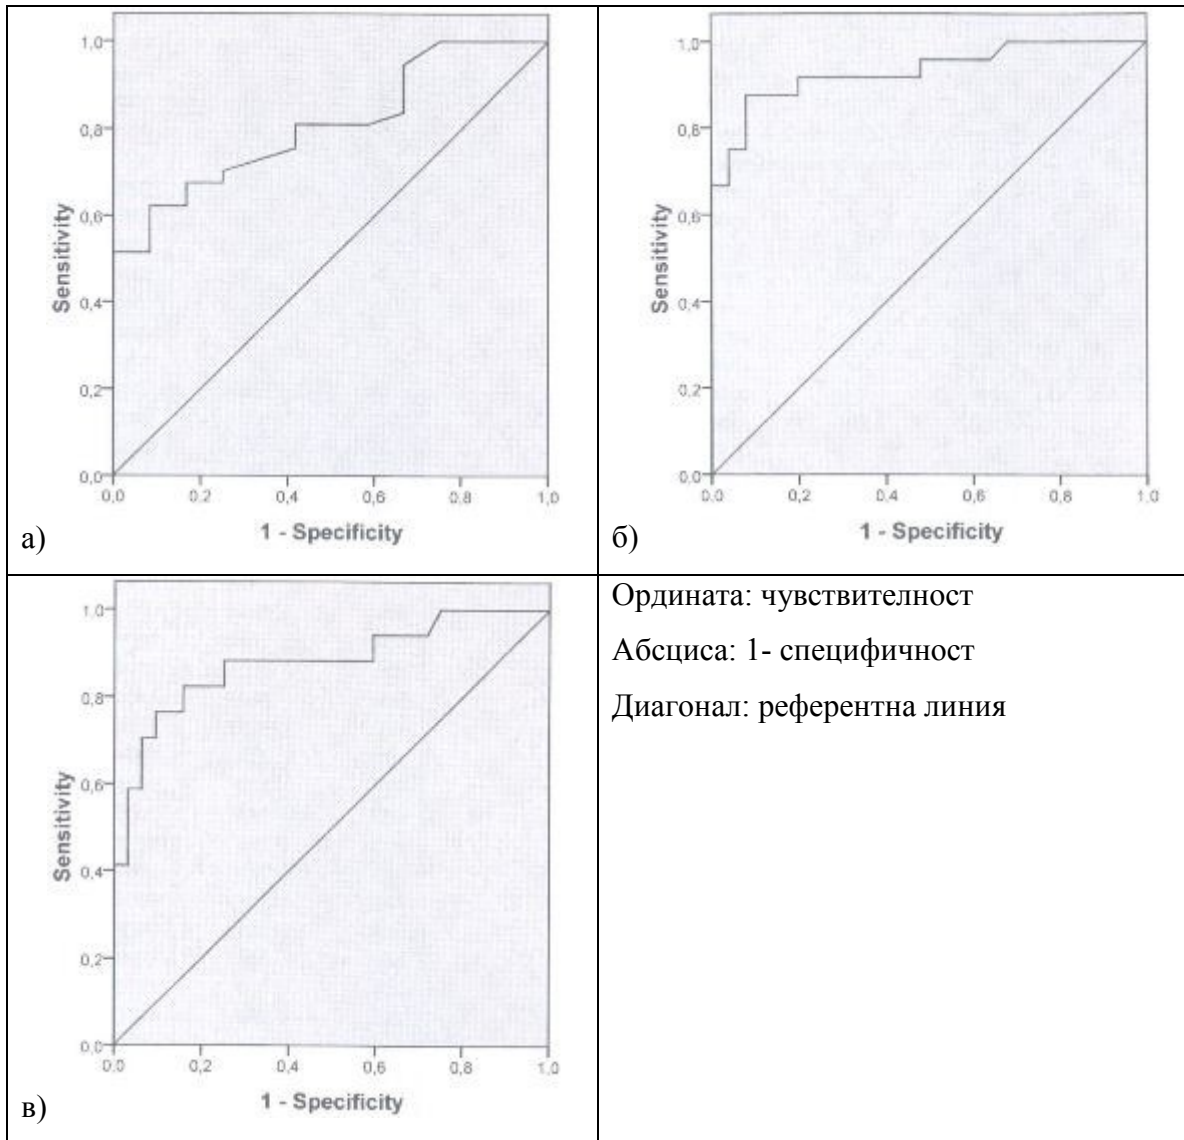 1,0
0,8
0,6
0,4
0,2
0,0
Sensitivity
0,0 0,2 0,4 0,6 0,8 1,0
1 - Specificity
а)
1,0
0,8
0,6
0,4
0,2
0,0
Sensitivity
0,0 0,2 0,4 0,6 0,8 1,0
1 - Specificity
б)
1,0
0,8
0,6
0,4
0,2
0,0
Sensitivity
0,0 0,2 0,4 0,6 0,8 1,0
1 - Specificity
в)
Ордината: чувствителност
Абсциса: 1- специфичност
Диагонал: референтна линия